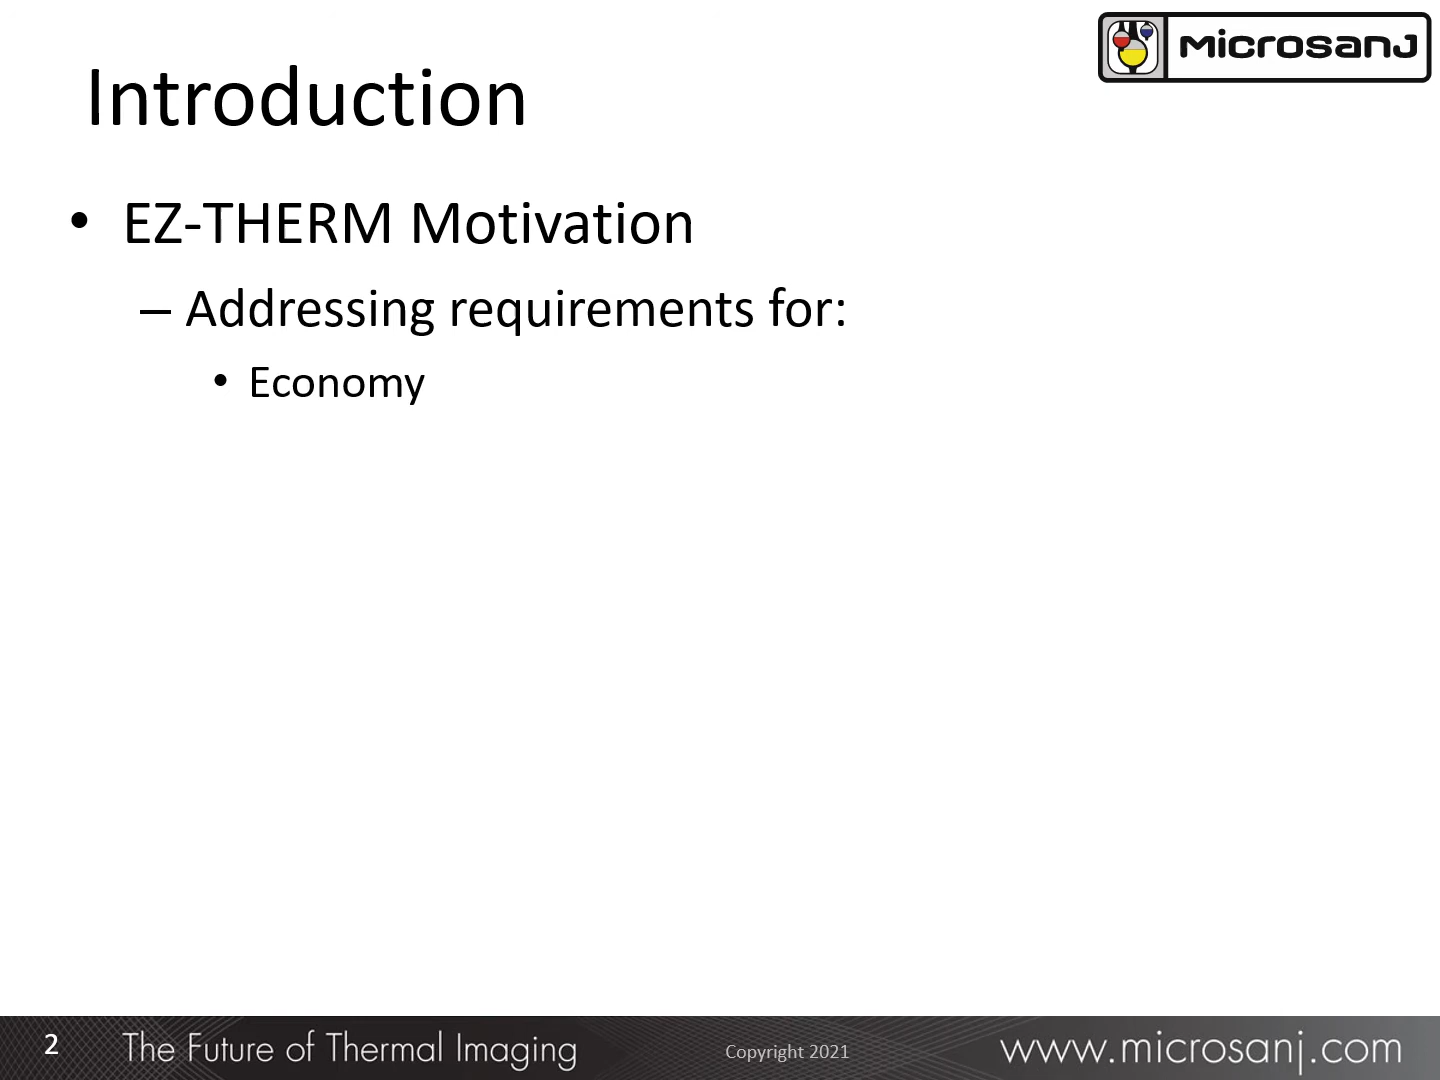 MICROSANJ
Introduction
• EZ-THERM Motivation
– Addressing requirements for:
• Economy
2
The Future of Thermal Imaging
Copyright 2021
www.microsanj.com